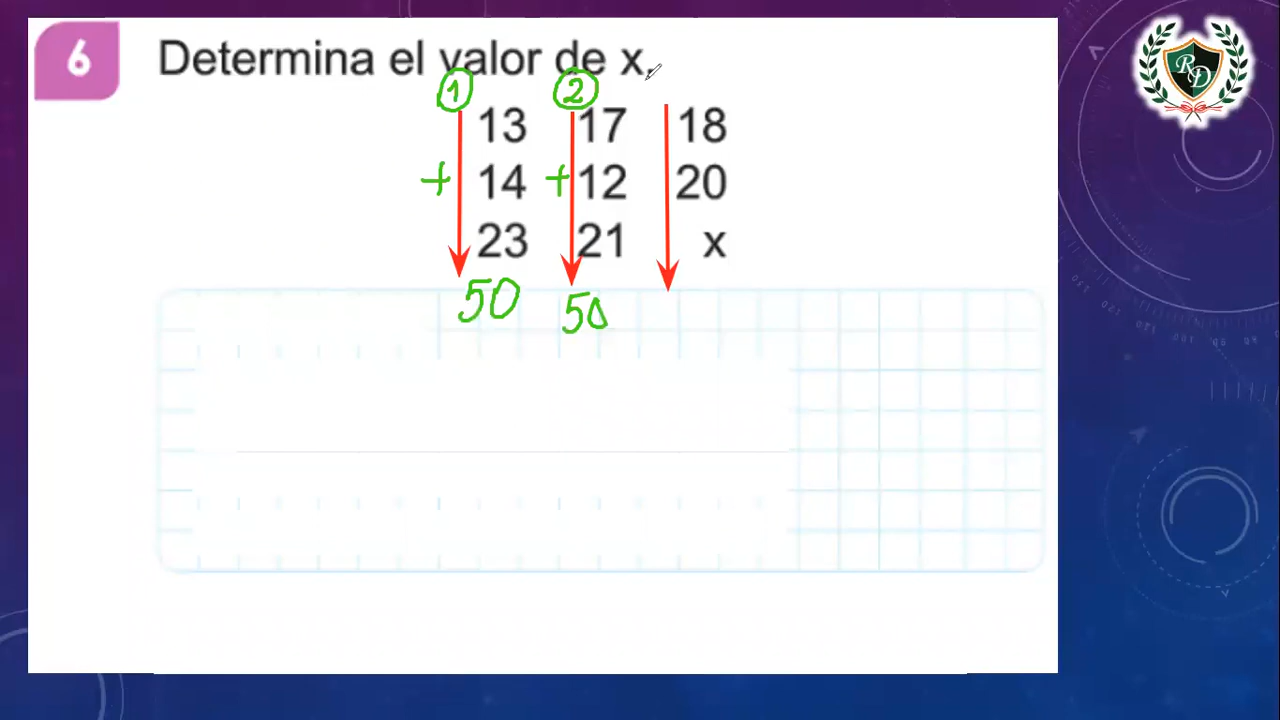 6 Determina el valor de x.
1 2
13 17 18
+ 14 + 12 20
23 21 x
50 50
RD